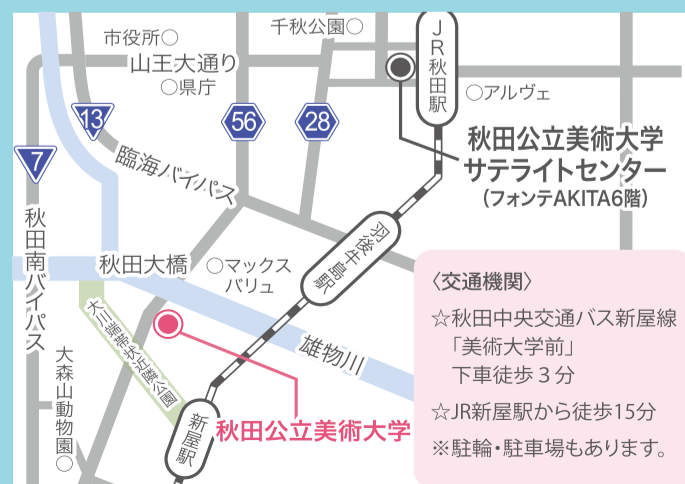 千秋公園
市役所
JR秋田駅
山王大通り
県庁
アルヴェ
13
56
28
7
秋田公立美術大学
サテライトセンター
(フォンテAKITA6階)
臨海バイパス
秋田南バイパス
羽後牛島駅
秋田大橋
マックス
バリュ
大川端帯状近隣公園
雄物川
大森山動物園
新屋駅
秋田公立美術大学
〈交通機関〉
☆秋田中央交通バス新屋線
「美術大学前」
下車徒歩3分
☆JR新屋駅から徒歩15分
※駐輪・駐車場もあります。